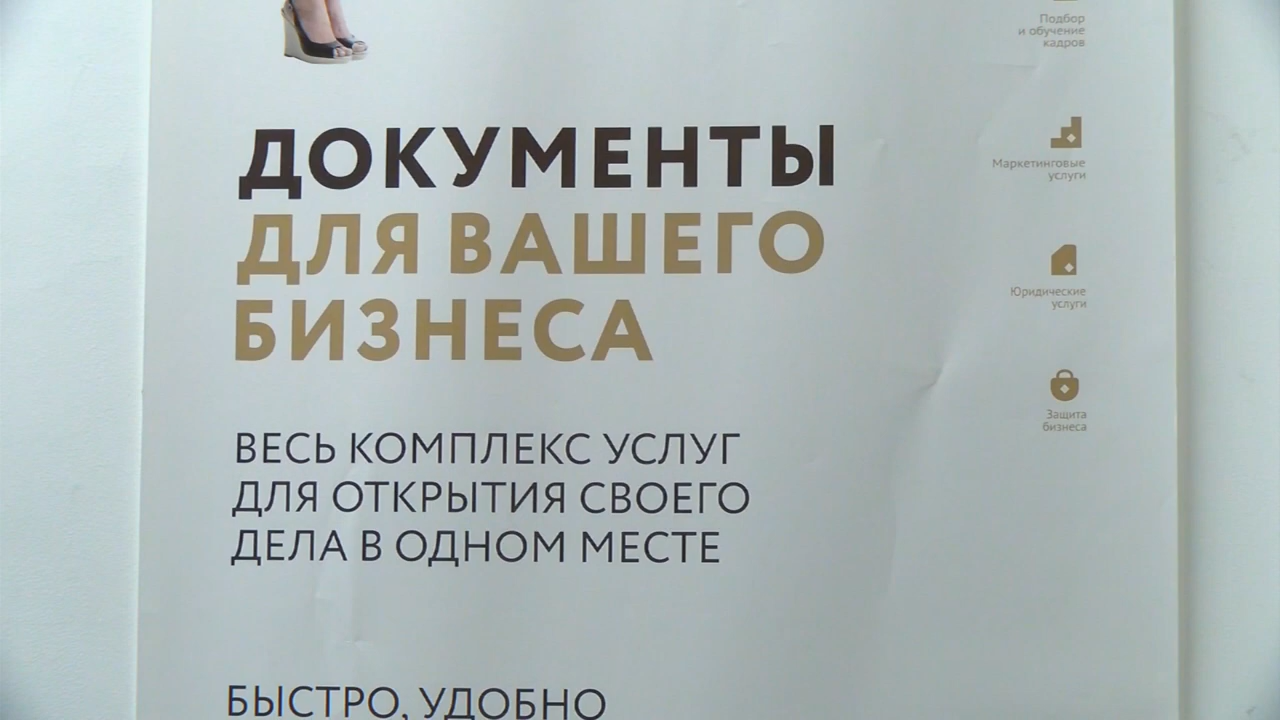 ДОКУМЕНТЫ
ДЛЯ ВАШЕГО
БИЗНЕСА
ВЕСЬ КОМПЛЕКС УСЛУГ
ДЛЯ ОТКРЫТИЯ СВОЕГО
ДЕЛА В ОДНОМ МЕСТЕ
БЫСТРО, УДОБНО
Подбор
и обучение
кадров
Маркетинговые
услуги
Юридические
услуги
Защита
бизнеса